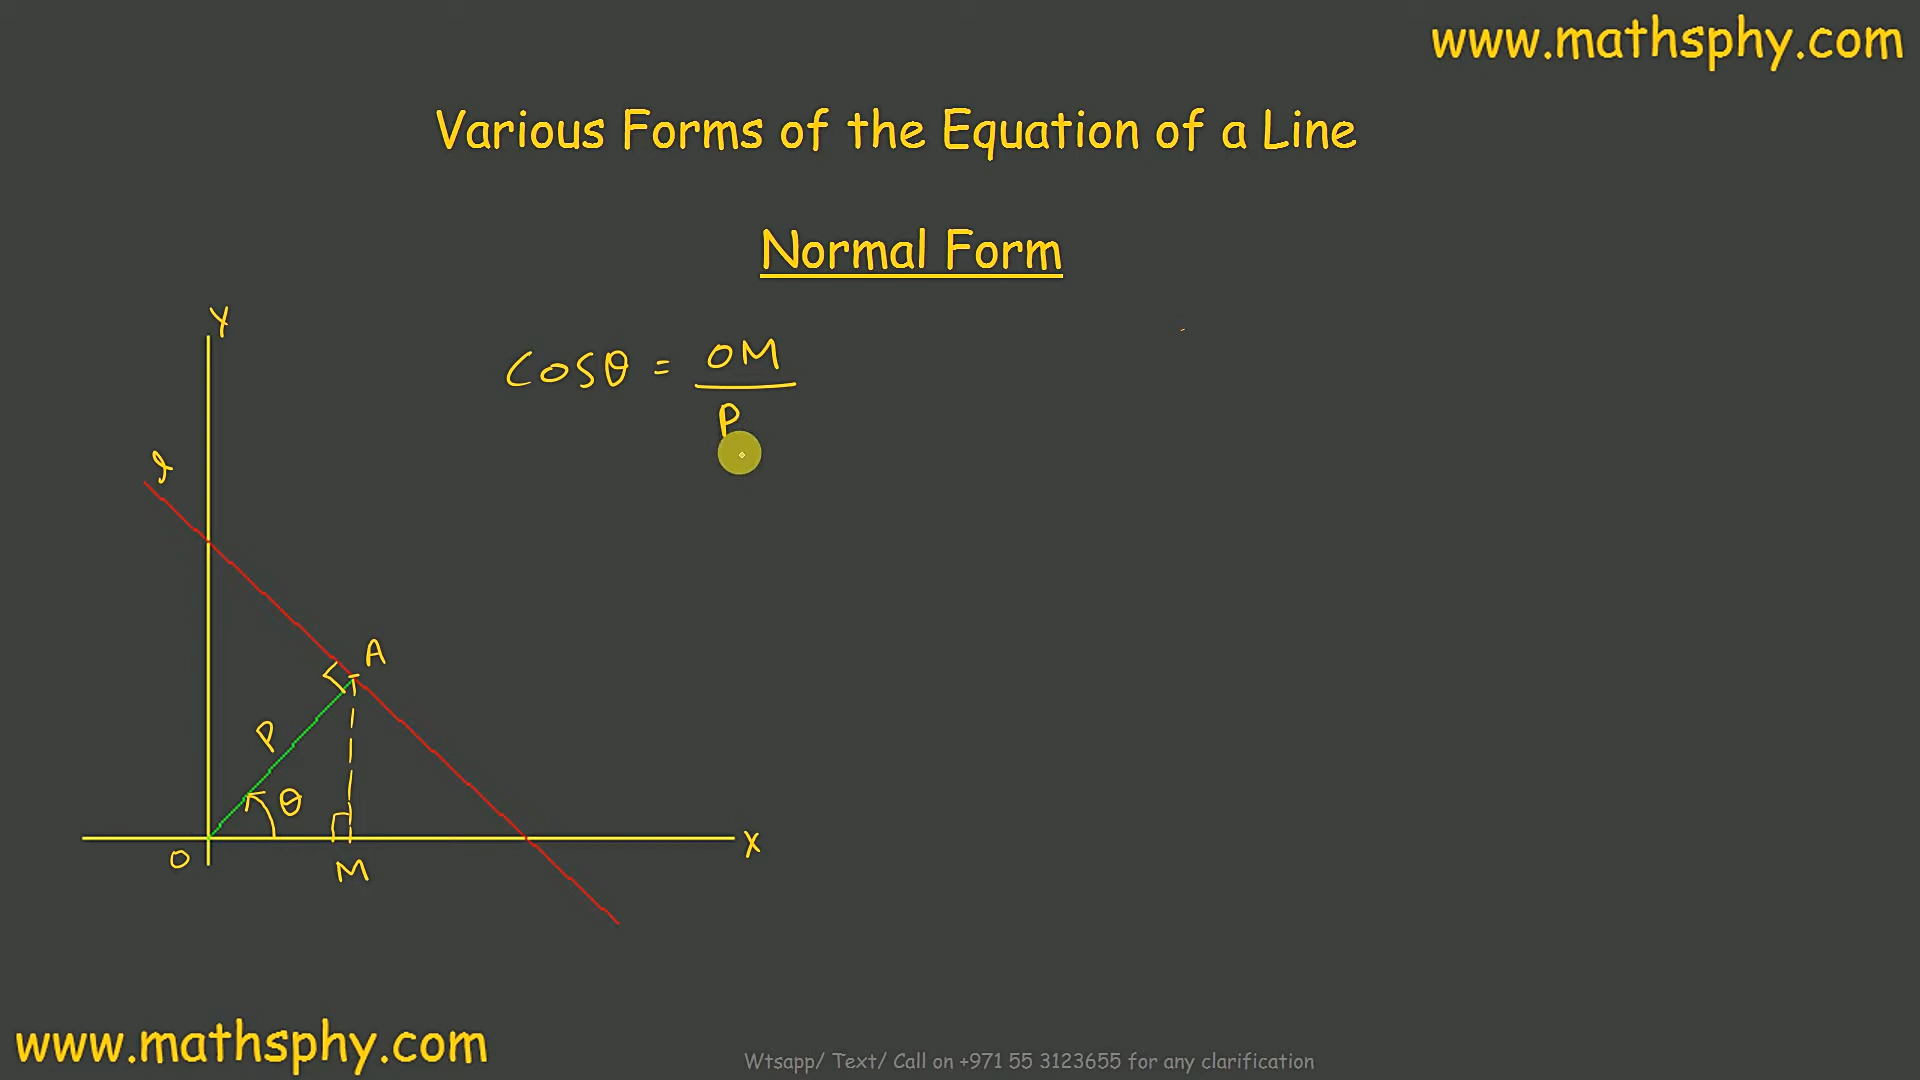 www.mathsphy.com
Various Forms of the Equation of a Line
Normal Form
Y
Cosθ = OM
P
l
A
P
θ
X
O
M
www.mathsphy.com
Wtsapp/ Text/ Call on +971 55 3123655 for any clarification